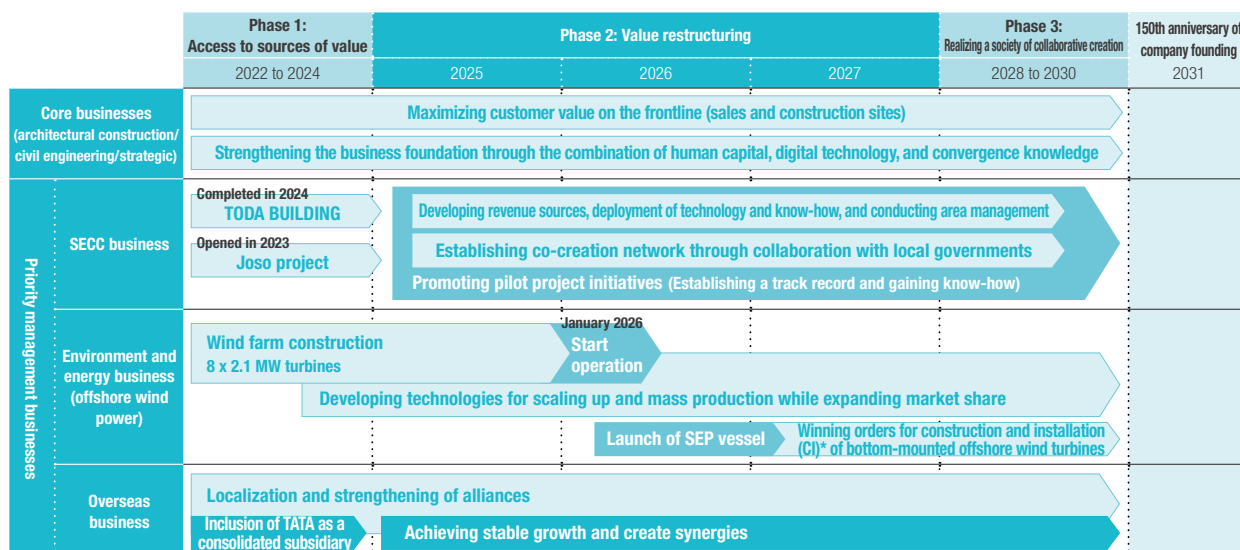 Phase 1:
Access to sources of value
Phase 2: Value restructuring
Phase 3:
Realizing a society of collaborative creation
150th anniversary of
company founding
2022 to 2024
2025
2026
2027
2028 to 2030
2031
Core businesses
(architectural construction/
civil engineering/strategic)
Maximizing customer value on the frontline (sales and construction sites)
Strengthening the business foundation through the combination of human capital, digital technology, and convergence knowledge
Priority management businesses
SECC business
Completed in 2024
TODA BUILDING
Opened in 2023
Joso project
Developing revenue sources, deployment of technology and know-how, and conducting area management
Establishing co-creation network through collaboration with local governments
Promoting pilot project initiatives (Establishing a track record and gaining know-how)
Environment and
energy business
(offshore wind
power)
Wind farm construction
8 x 2.1 MW turbines
January 2026
Start
operation
Developing technologies for scaling up and mass production while expanding market share
Launch of SEP vessel
Winning orders for construction and installation
(CI)* of bottom-mounted offshore wind turbines
Overseas
business
Localization and strengthening of alliances
Inclusion of TATA as a
consolidated subsidiary
Achieving stable growth and create synergies